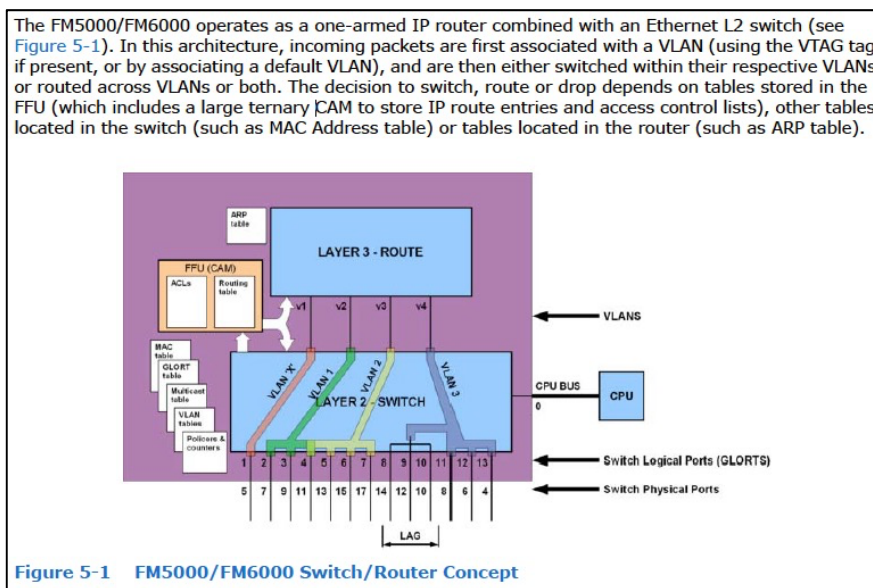 The FM5000/FM6000 operates as a one-armed IP router combined with an Ethernet L2 switch (see
Figure 5-1). In this architecture, incoming packets are first associated with a VLAN (using the VTAG tag
if present, or by associating a default VLAN), and are then either switched within their respective VLANs
or routed across VLANs or both. The decision to switch, route or drop depends on tables stored in the
FFU (which includes a large ternary CAM to store IP route entries and access control lists), other tables
located in the switch (such as MAC Address table) or tables located in the router (such as ARP table).
ARP
table
LAYER 3 - ROUTE
FFU (CAM)
ACLs
Routing
table
v1 v2 v3 v4
VLANS
MAC
table
GLORT
table
Multicast
table
VLAN
tables
Policers &
counters
VLAN 'X'
VLAN 1
VLAN 2
VLAN 3
LAYER 2 - SWITCH
CPU BUS
0
CPU
1 2 3 4 5 6 7 8 9 10 11 12 13
Switch Logical Ports (GLORTS)
5 7 9 11 13 15 17 14 12 10 8 6 4
Switch Physical Ports
LAG
Figure 5-1 FM5000/FM6000 Switch/Router Concept